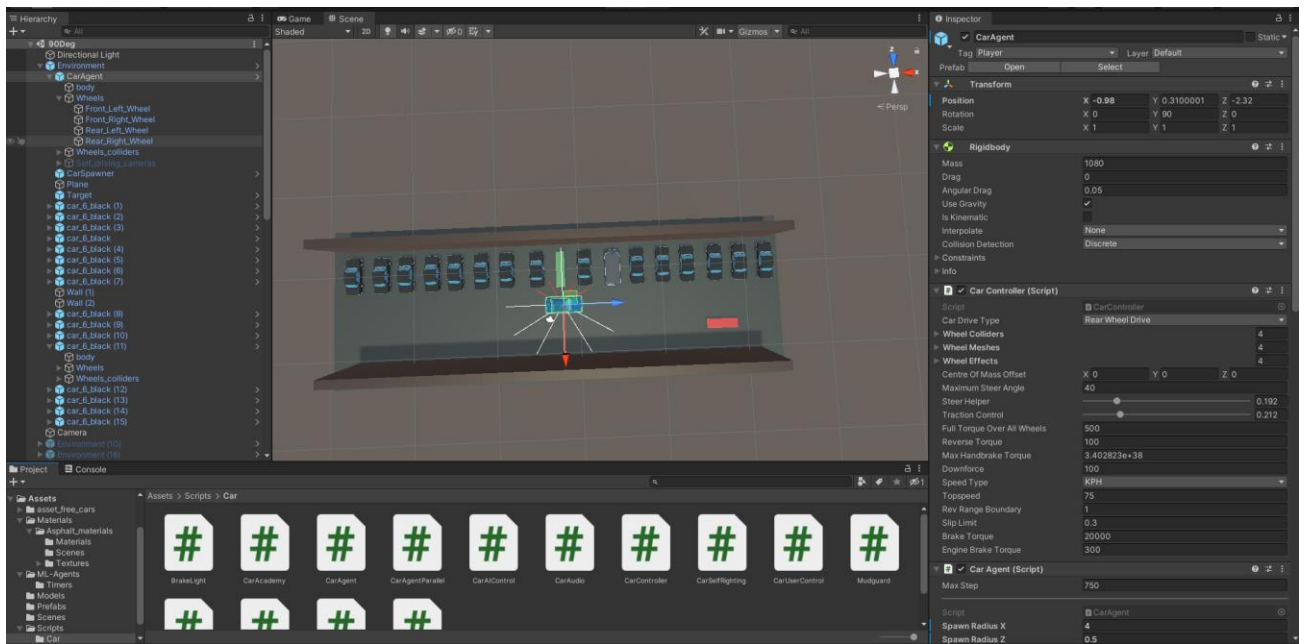 Hierarchy
All
90Deg
Directional Light
Environment
CarAgent
body
Wheels
Front_Left_Wheel
Front_Right_Wheel
Rear_Left_Wheel
Rear_Right_Wheel
Wheels_colliders
Self_driving_cameras
CarSpawner
Plane
Target
car_6_black (1)
car_6_black (2)
car_6_black (3)
car_6_black
car_6_black (4)
car_6_black (5)
car_6_black (6)
car_6_black (7)
Wall (1)
Wall (2)
car_6_black (8)
car_6_black (9)
car_6_black (10)
car_6_black (11)
body
Wheels
Wheels_colliders
car_6_black (12)
car_6_black (13)
car_6_black (14)
car_6_black (15)
Camera
Environment (10)
Environment (16)
Game Scene
Shaded 2D 0 Gizmos All
z
x
Persp
Project Console
Assets
asset_free_cars
Materials
Asphalt_materials
Materials
Scenes
Textures
ML-Agents
Timers
Models
Prefabs
Scenes
Scripts
Car
Assets > Scripts > Car
BrakeLight CarAcademy CarAgent CarAgentParallel CarAIControl CarAudio CarController CarSelfRighting CarUserControl Mudguard
Inspector
CarAgent Static
Tag Player Layer Default
Prefab Open Select
Transform
Position X -0.98 Y 0.3100001 Z -2.32
Rotation X 0 Y 90 Z 0
Scale X 1 Y 1 Z 1
Rigidbody
Mass 1080
Drag 0
Angular Drag 0.05
Use Gravity
Is Kinematic
Interpolate None
Collision Detection Discrete
Constraints
Info
Car Controller (Script)
Script CarController
Car Drive Type Rear Wheel Drive
Wheel Colliders 4
Wheel Meshes 4
Wheel Effects 4
Centre Of Mass Offset X 0 Y 0 Z 0
Maximum Steer Angle 40
Steer Helper 0.192
Traction Control 0.212
Full Torque Over All Wheels 500
Reverse Torque 100
Max Handbrake Torque 3.402823e+38
Downforce 100
Speed Type KPH
Topspeed 75
Rev Range Boundary 1
Slip Limit 0.3
Brake Torque 20000
Engine Brake Torque 300
Car Agent (Script)
Max Step 750
Script CarAgent
Spawn Radius X 4
Spawn Radius Z 0.5